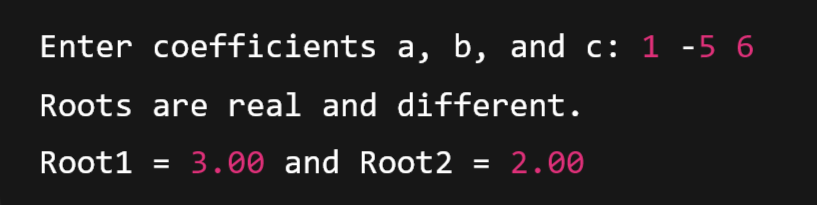 Enter coefficients a, b, and c: 1 -5 6
Roots are real and different.
Root1 = 3.00 and Root2 = 2.00